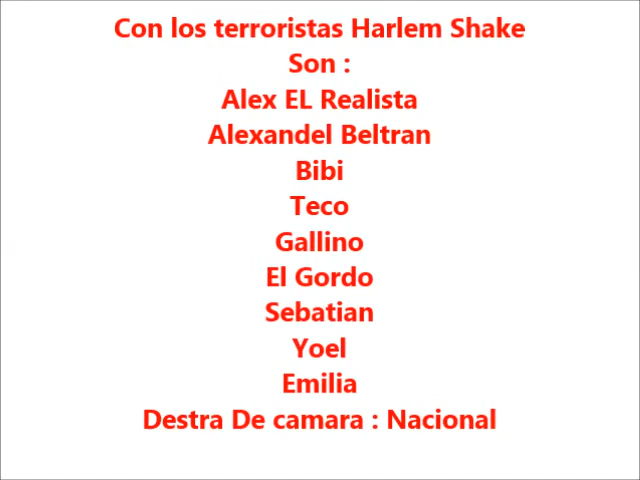 Con los terroristas Harlem Shake
Son :
Alex EL Realista
Alexandel Beltran
Bibi
Teco
Gallino
El Gordo
Sebatian
Yoel
Emilia
Destra De camara : Nacional